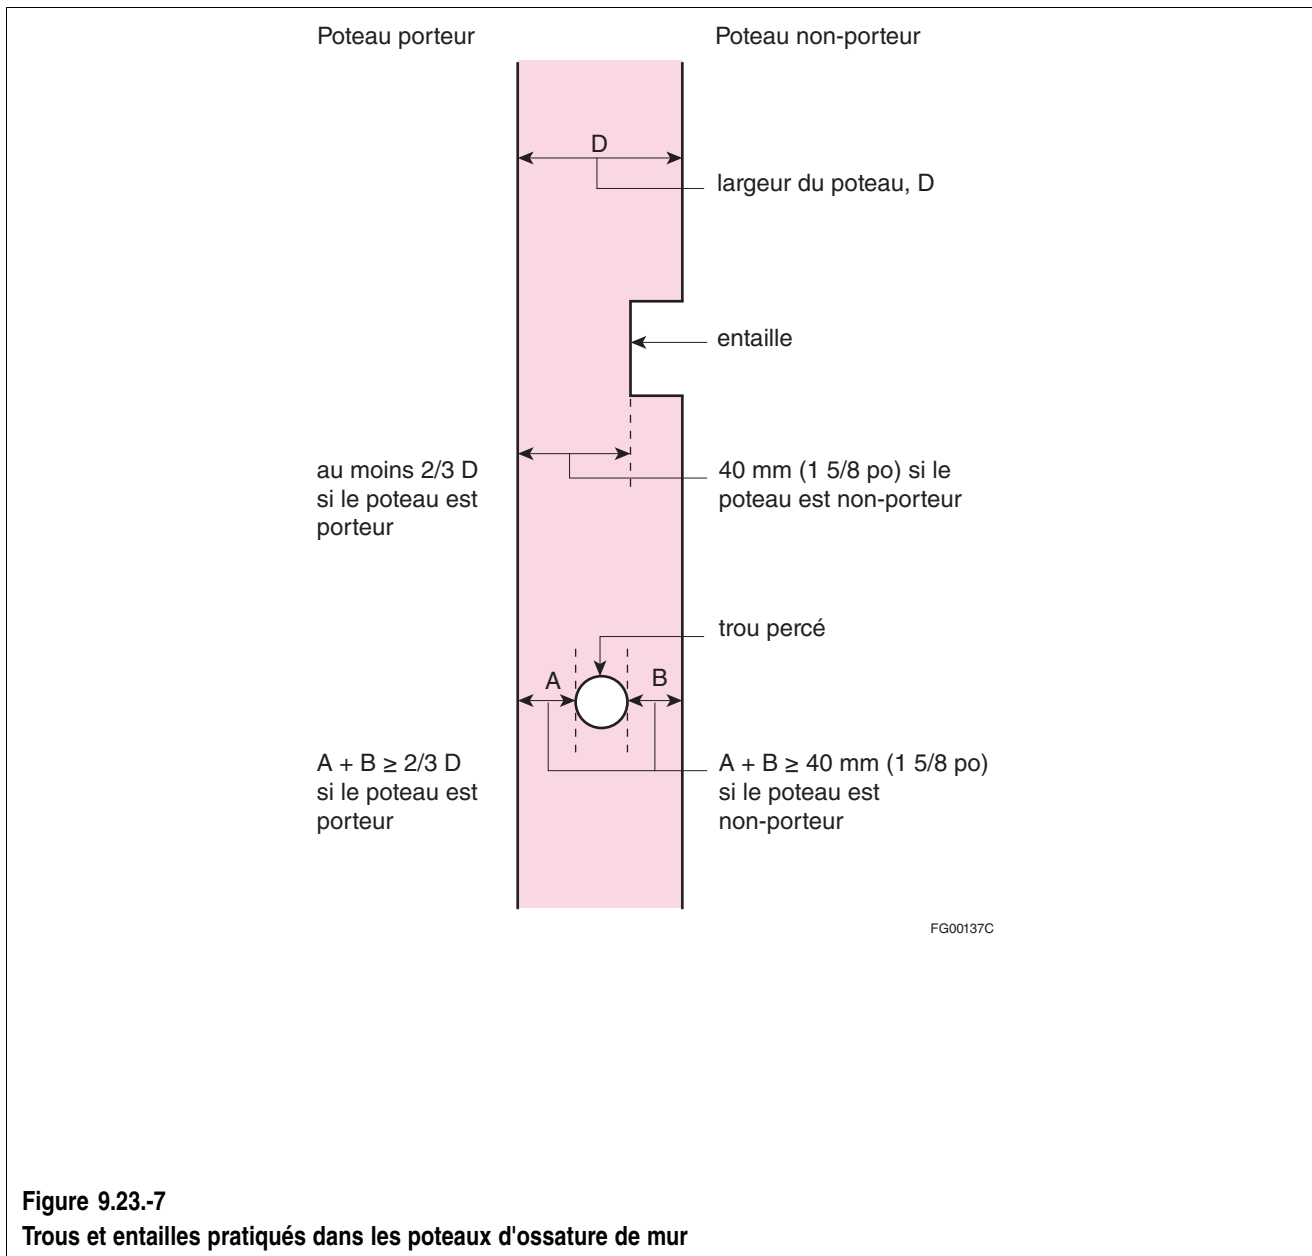 Poteau porteur
Poteau non-porteur
D
largeur du poteau, D
entaille
au moins 2/3 D
si le poteau est
porteur
40 mm (1 5/8 po) si le
poteau est non-porteur
trou percé
A
B
A + B ≥ 2/3 D
si le poteau est
porteur
A + B ≥ 40 mm (1 5/8 po)
si le poteau est
non-porteur
FG00137C
Figure 9.23.-7
Trous et entailles pratiqués dans les poteaux d'ossature de mur